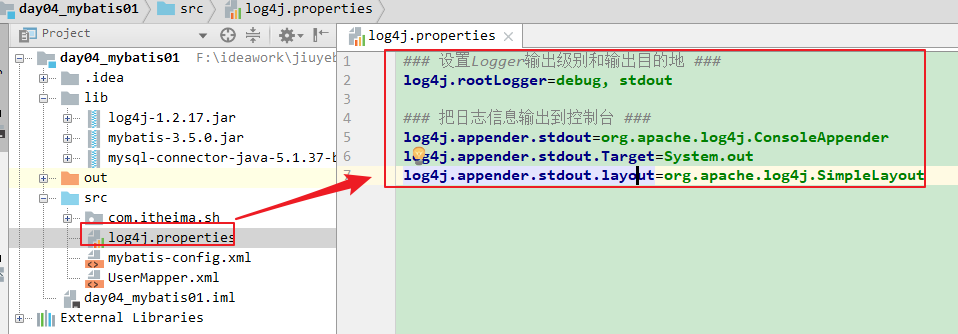 day04_mybatis01 src log4j.properties
Project
day04_mybatis01 F:\ideawork\jiuyeb
.idea
lib
log4j-1.2.17.jar
mybatis-3.5.0.jar
mysql-connector-java-5.1.37-b
out
src
com.itheima.sh
log4j.properties
mybatis-config.xml
UserMapper.xml
day04_mybatis01.iml
External Libraries
log4j.properties
1 ### 设置Logger输出级别和输出目的地 ###
2 log4j.rootLogger=debug, stdout
3
4 ### 把日志信息输出到控制台 ###
5 log4j.appender.stdout=org.apache.log4j.ConsoleAppender
6 log4j.appender.stdout.Target=System.out
7 log4j.appender.stdout.layout=org.apache.log4j.SimpleLayout